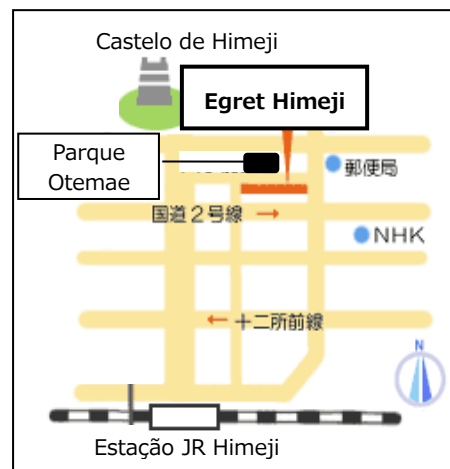 Castelo de Himeji
Egret Himeji
Parque
Otemae
郵便局
国道2号線 →
NHK
← 十二所前線
N
Estação JR Himeji